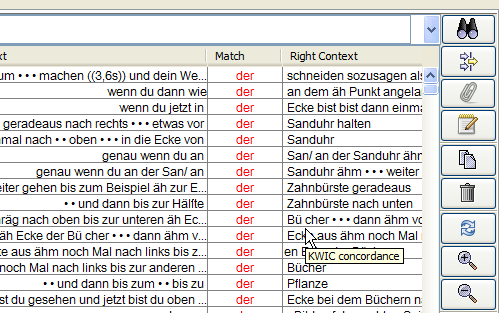 xt Match Right Context
um • • • machen ((3,6s)) und dein We... der schneiden sozusagen als
wenn du dann wie der an dem äh Punkt angela
wenn du jetzt in der Ecke bist bist dann einma
geradeaus nach rechts • • • etwas vor der Sanduhr halten
nmal nach • • oben • • • in die Ecke von der Sanduhr
genau wenn du an der San/ an der Sanduhr ähn
genau wenn du an der San/ an der Sanduhr ähm • • • weiter
eiter gehen bis zum Beispiel äh zur E... der Zahnbürste geradeaus
• • und dann bis zur Hälfte der Zahnbürste nach unten
räg nach oben bis zur unteren äh Ec... der Bü cher • • • dann ähm vo
äh Ecke der Bü cher • • • dann ähm v... der Ecke aus ähm noch Mal n
te aus ähm noch Mal nach links bis z... der en
KWIC concordance
noch Mal nach links bis zur anderen ... der Bücher
• • und dann bis zum • • bis zu der Pflanze
st du gesehen und jetzt bist du oben ... der Ecke bei dem Büchern na